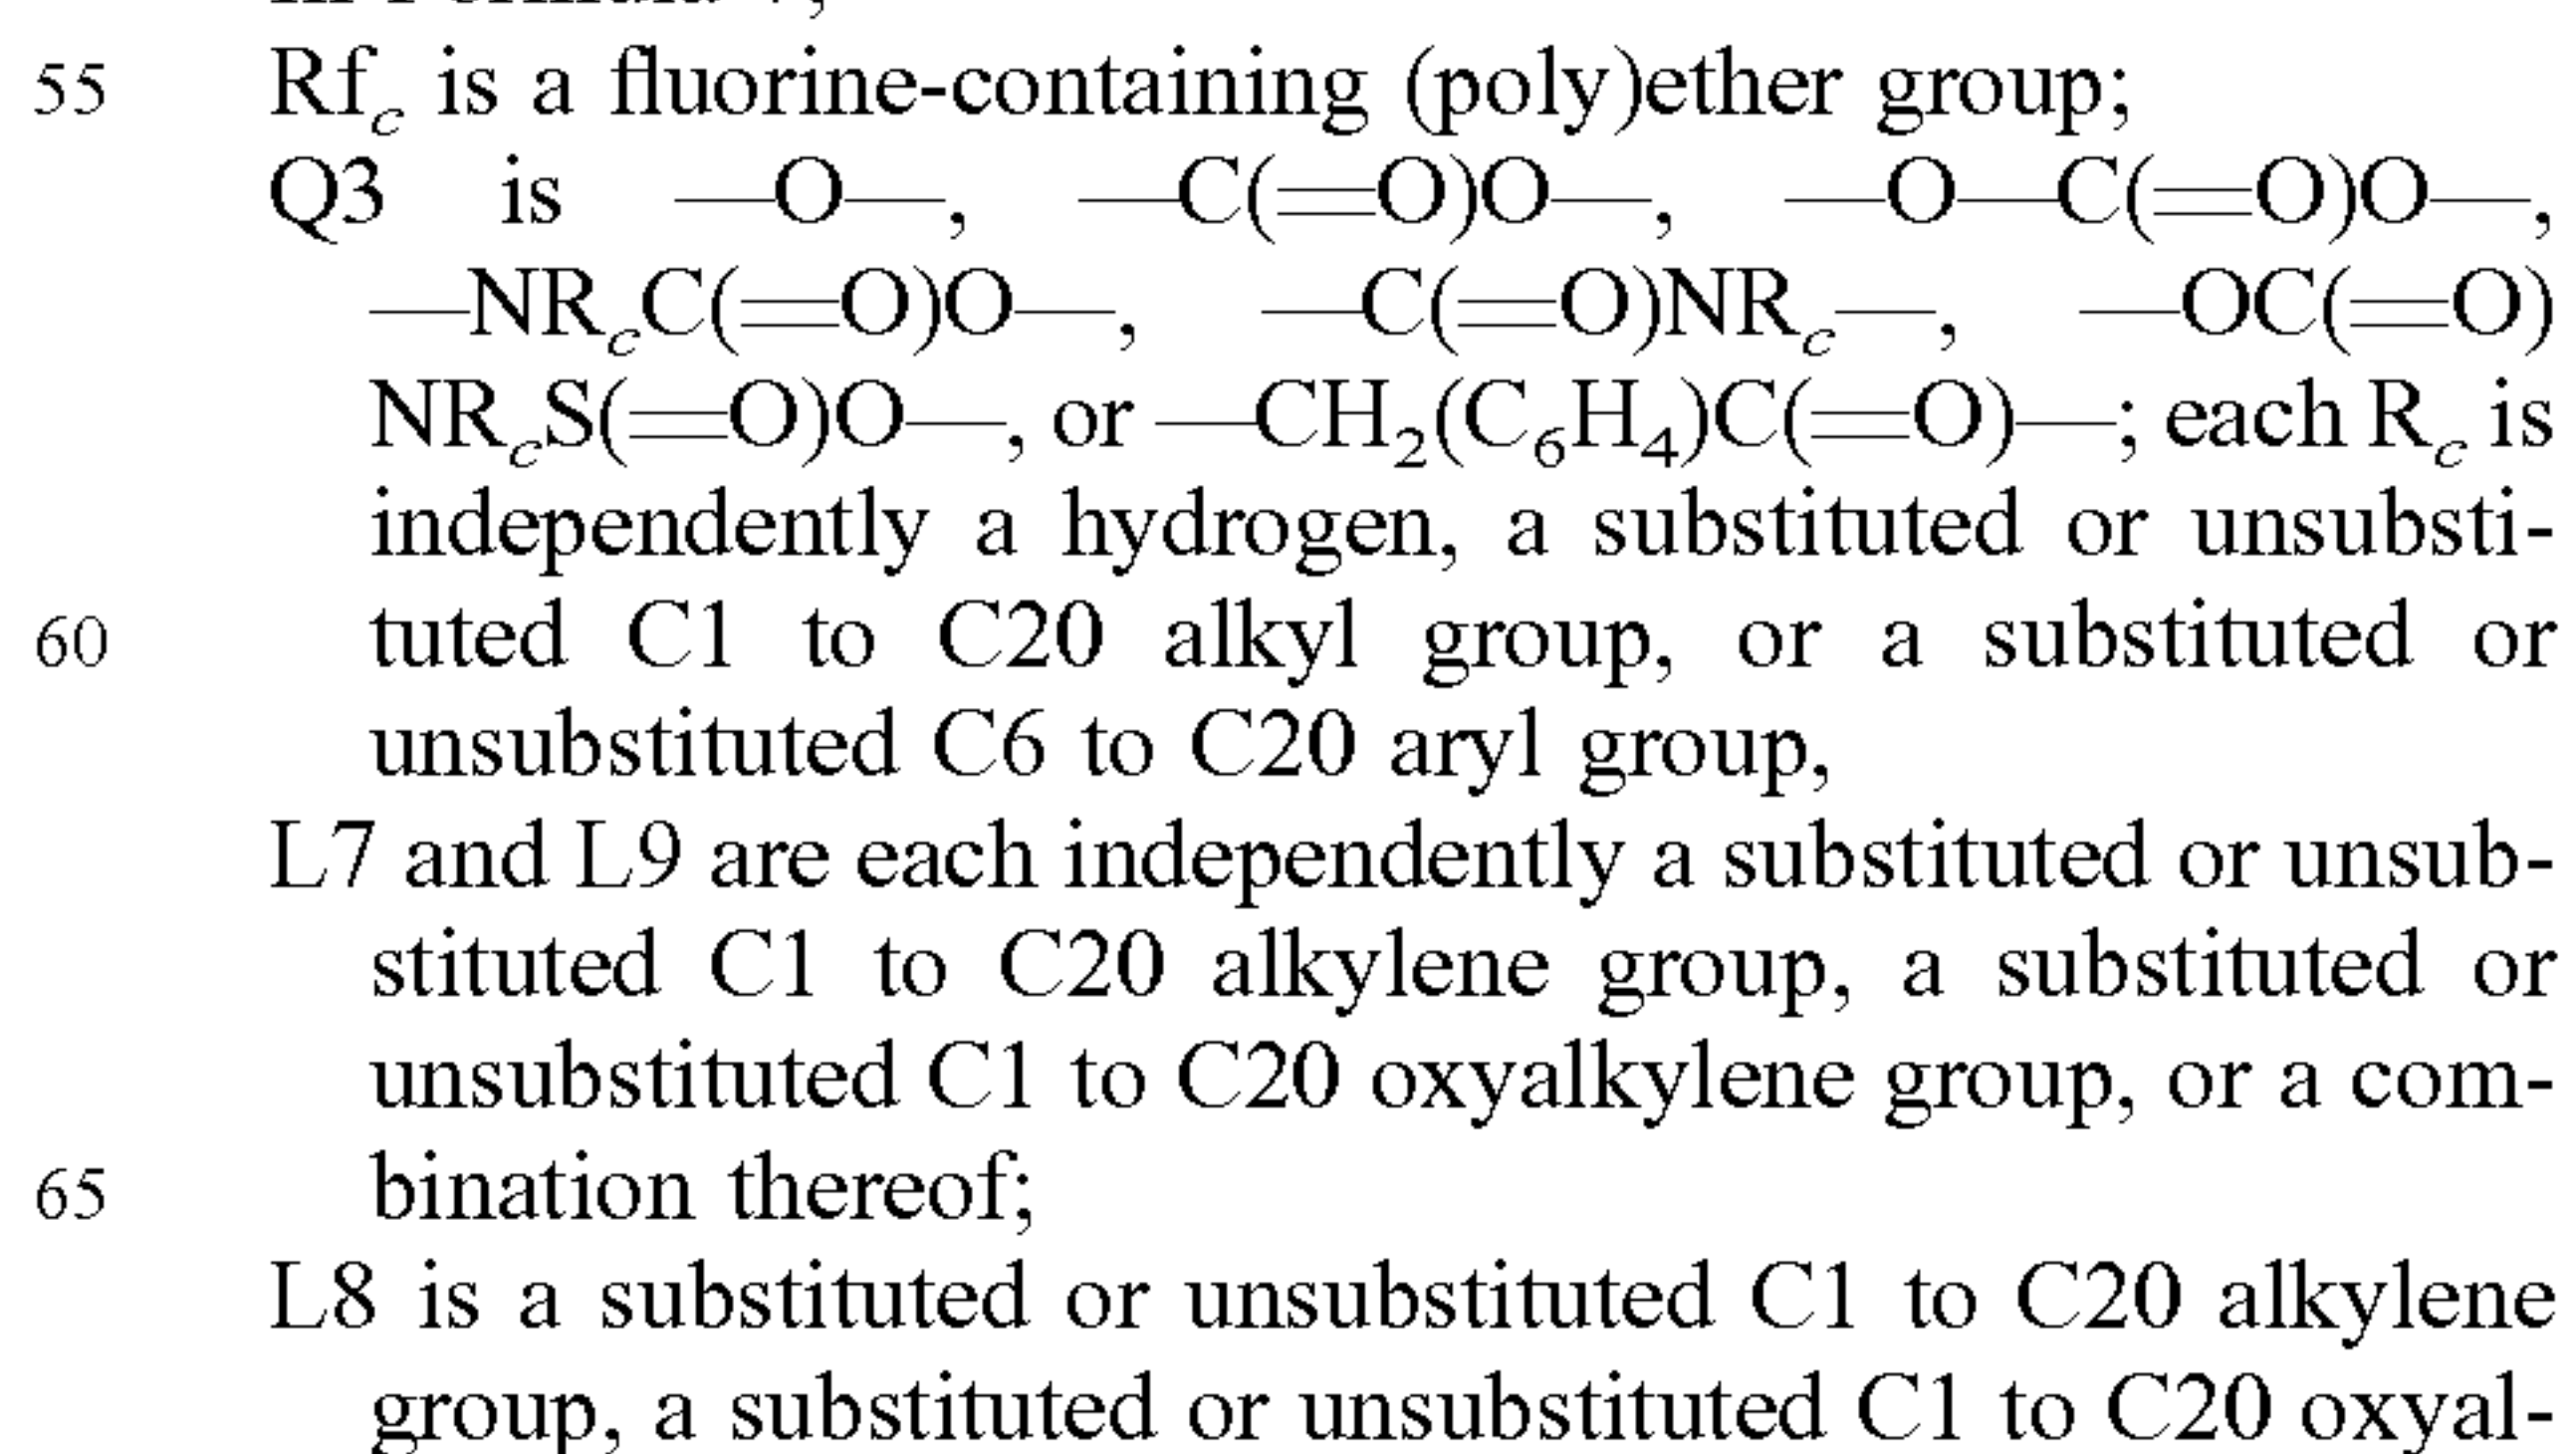 55 Rf_c is a fluorine-containing (poly)ether group;
Q3 is —O—, —C(=O)O—, —O—C(=O)O—,
—NR_cC(=O)O—, —C(=O)NR_c—, —OC(=O)
NR_cS(=O)O—, or —CH₂(C₆H₄)C(=O)—; each R_c is
independently a hydrogen, a substituted or unsubsti-
60 tuted C1 to C20 alkyl group, or a substituted or
unsubstituted C6 to C20 aryl group,
L7 and L9 are each independently a substituted or unsub-
stituted C1 to C20 alkylene group, a substituted or
unsubstituted C1 to C20 oxyalkylene group, or a com-
65 bination thereof;
L8 is a substituted or unsubstituted C1 to C20 alkylene
group, a substituted or unsubstituted C1 to C20 oxyal-